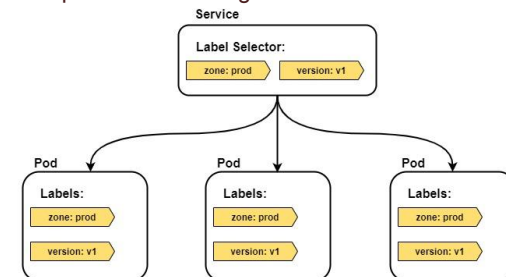 Service
Label Selector:
zone: prod version: v1
Pod Pod Pod
Labels: Labels: Labels:
zone: prod zone: prod zone: prod
version: v1 version: v1 version: v1